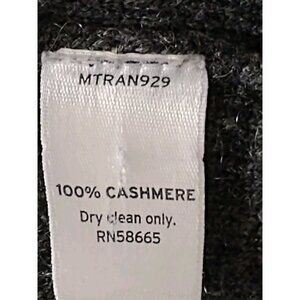 MTRAN929
100% CASHMERE
Dry clean only.
RN58665